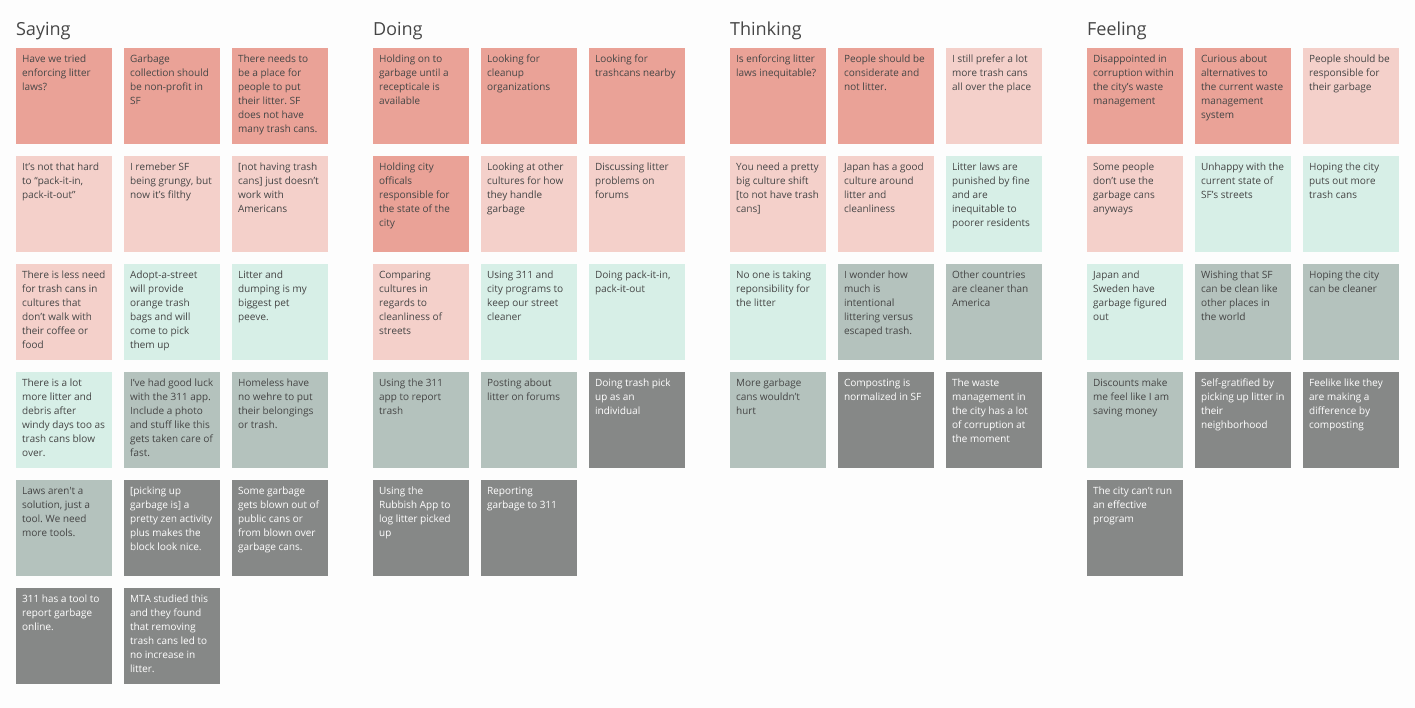 Saying
Have we tried
enforcing litter
laws?
Garbage
collection should
be non-profit in
SF
There needs to
be a place for
people to put
their litter. SF
does not have
many trash cans.
It's not that hard
to “pack-it-in,
pack-it-out”
I remeber SF
being grungy, but
now it's filthy
[not having trash
cans] just doesn't
work with
Americans
There is less need
for trash cans in
cultures that
don't walk with
their coffee or
food
Adopt-a-street
will provide
orange trash
bags and will
come to pick
them up
Litter and
dumping is my
biggest pet
peeve.
There is a lot
more litter and
debris after
windy days too as
trash cans blow
over.
I've had good luck
with the 311 app.
Include a photo
and stuff like this
gets taken care of
fast.
Homeless have
no wehre to put
their belongings
or trash.
Laws aren't a
solution, just a
tool. We need
more tools.
[picking up
garbage is] a
pretty zen activity
plus makes the
block look nice.
Some garbage
gets blown out of
public cans or
from blown over
garbage cans.
311 has a tool to
report garbage
online.
MTA studied this
and they found
that removing
trash cans led to
no increase in
litter.
Doing
Holding on to
garbage until a
recepticale is
available
Looking for
cleanup
organizations
Looking for
trashcans nearby
Holding city
officals
responsible for
the state of the
city
Looking at other
cultures for how
they handle
garbage
Discussing litter
problems on
forums
Comparing
cultures in
regards to
cleanliness of
streets
Using 311 and
city programs to
keep our street
cleaner
Doing pack-it-in,
pack-it-out
Using the 311
app to report
trash
Posting about
litter on forums
Doing trash pick
up as an
individual
Using the
Rubbish App to
log litter picked
up
Reporting
garbage to 311
Thinking
Is enforcing litter
laws inequitable?
People should be
considerate and
not litter.
I still prefer a lot
more trash cans
all over the place
You need a pretty
big culture shift
[to not have trash
cans]
Japan has a good
culture around
litter and
cleanliness
Litter laws are
punished by fine
and are
inequitable to
poorer residents
No one is taking
reponsibility for
the litter
I wonder how
much is
intentional
littering versus
escaped trash.
Other countries
are cleaner than
America
More garbage
cans wouldn't
hurt
Composting is
normalized in SF
The waste
management in
the city has a lot
of corruption at
the moment
Feeling
Disappointed in
corruption within
the city's waste
management
Curious about
alternatives to
the current waste
management
system
People should be
responsible for
their garbage
Some people
don't use the
garbage cans
anyways
Unhappy with the
current state of
SF's streets
Hoping the city
puts out more
trash cans
Japan and
Sweden have
garbage figured
out
Wishing that SF
can be clean like
other places in
the world
Hoping the city
can be cleaner
Discounts make
me feel like I am
saving money
Self-gratified by
picking up litter in
their
neighborhood
Feelike like they
are making a
difference by
composting
The city can't run
an effective
program